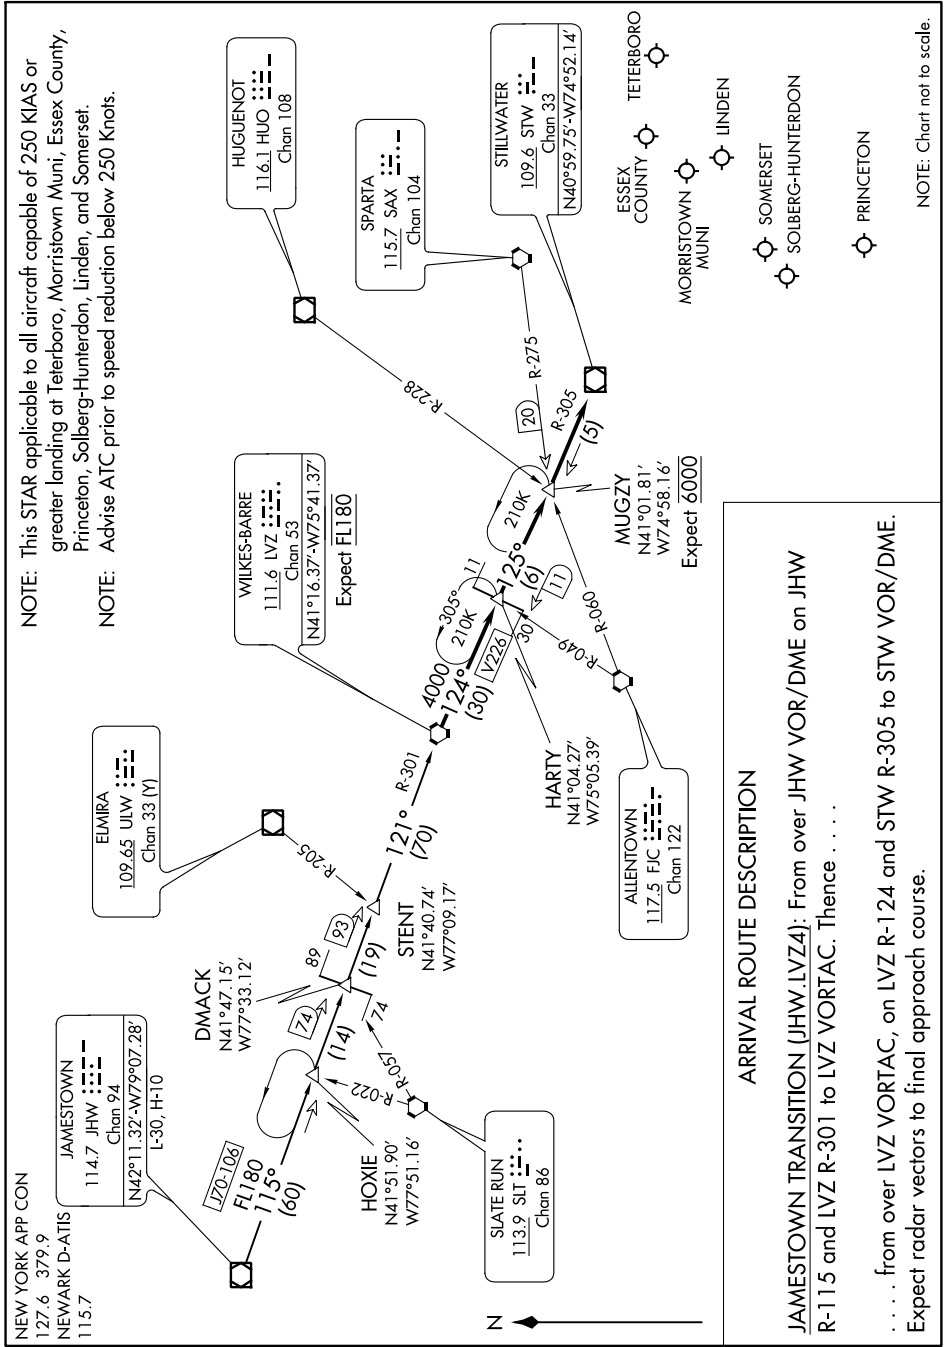 NEW YORK APP CON
127.6 379.9
NEWARK D-ATIS
115.7
NOTE: This STAR applicable to all aircraft capable of 250 KIAS or
greater landing at Teterboro, Morristown Muni, Essex County,
Princeton, Solberg-Hunterdon, Linden, and Somerset.
NOTE: Advise ATC prior to speed reduction below 250 Knots.
JAMESTOWN
114.7 JHW
Chan 94
N42°11.32'-W79°07.28'
L-30, H-10
ELMIRA
109.65 ULW
Chan 33 (Y)
WILKES-BARRE
111.6 LVZ
Chan 53
N41°16.37'-W75°41.37'
Expect FL180
HUGUENOT
116.1 HUO
Chan 108
SPARTA
115.7 SAX
Chan 104
STILLWATER
109.6 STW
Chan 33
N40°59.75'-W74°52.14'
J70-106
FL180
115°
(60)
HOXIE
N41°51.90'
W77°51.16'
R-022
R-057
SLATE RUN
113.9 SLT
Chan 86
(14)
74
74
DMACK
N41°47.15'
W77°33.12'
89
93
(19)
STENT
N41°40.74'
W77°09.17'
R-205
121°
(70)
R-301
4000
124°
(30)
V226
305°
210K
11
30
HARTY
N41°04.27'
W75°05.39'
R-049
R-060
ALLENTOWN
117.5 FJC
Chan 122
125°
(6)
11
210K
R-228
20
R-275
R-305
(5)
MUGZY
N41°01.81'
W74°58.16'
Expect 6000
TETERBORO
ESSEX
COUNTY
LINDEN
MORRISTOWN
MUNI
SOMERSET
SOLBERG-HUNTERDON
PRINCETON
N
NOTE: Chart not to scale.
ARRIVAL ROUTE DESCRIPTION
JAMESTOWN TRANSITION (JHW.LVZ4): From over JHW VOR/DME on JHW
R-115 and LVZ R-301 to LVZ VORTAC. Thence . . . .
. . . . from over LVZ VORTAC, on LVZ R-124 and STW R-305 to STW VOR/DME.
Expect radar vectors to final approach course.